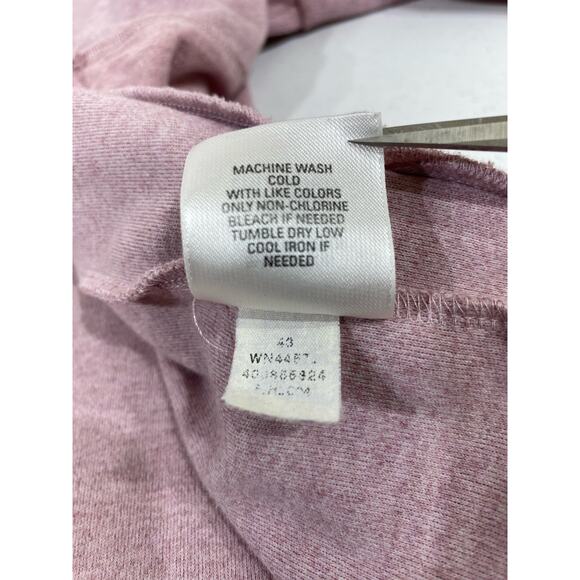 MACHINE WASH
COLD
WITH LIKE COLORS
ONLY NON-CHLORINE
BLEACH IF NEEDED
TUMBLE DRY LOW
COOL IRON IF
NEEDED
43